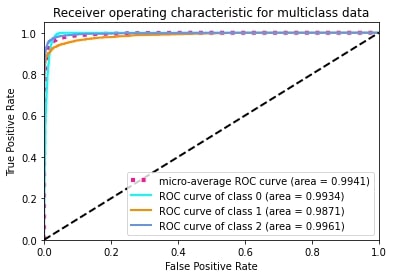 Receiver operating characteristic for multiclass data
1.0
0.8
0.6
0.4
0.2
0.0
True Positive Rate
micro-average ROC curve (area = 0.9941)
ROC curve of class 0 (area = 0.9934)
ROC curve of class 1 (area = 0.9871)
ROC curve of class 2 (area = 0.9961)
0.0 0.2 0.4 0.6 0.8 1.0
False Positive Rate